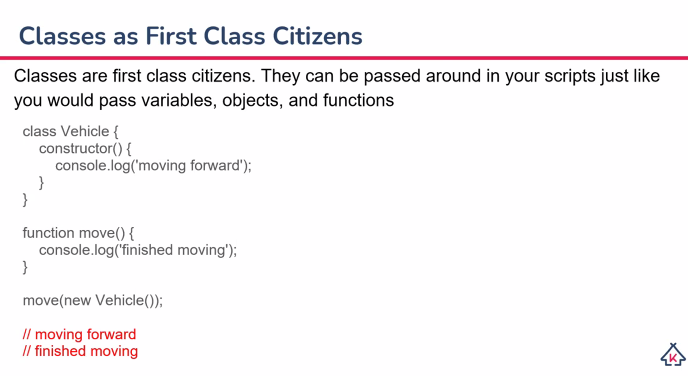 Classes as First Class Citizens
Classes are first class citizens. They can be passed around in your scripts just like
you would pass variables, objects, and functions
class Vehicle {
    constructor() {
        console.log('moving forward');
    }
}
function move() {
    console.log('finished moving');
}
move(new Vehicle());
// moving forward
// finished moving
K